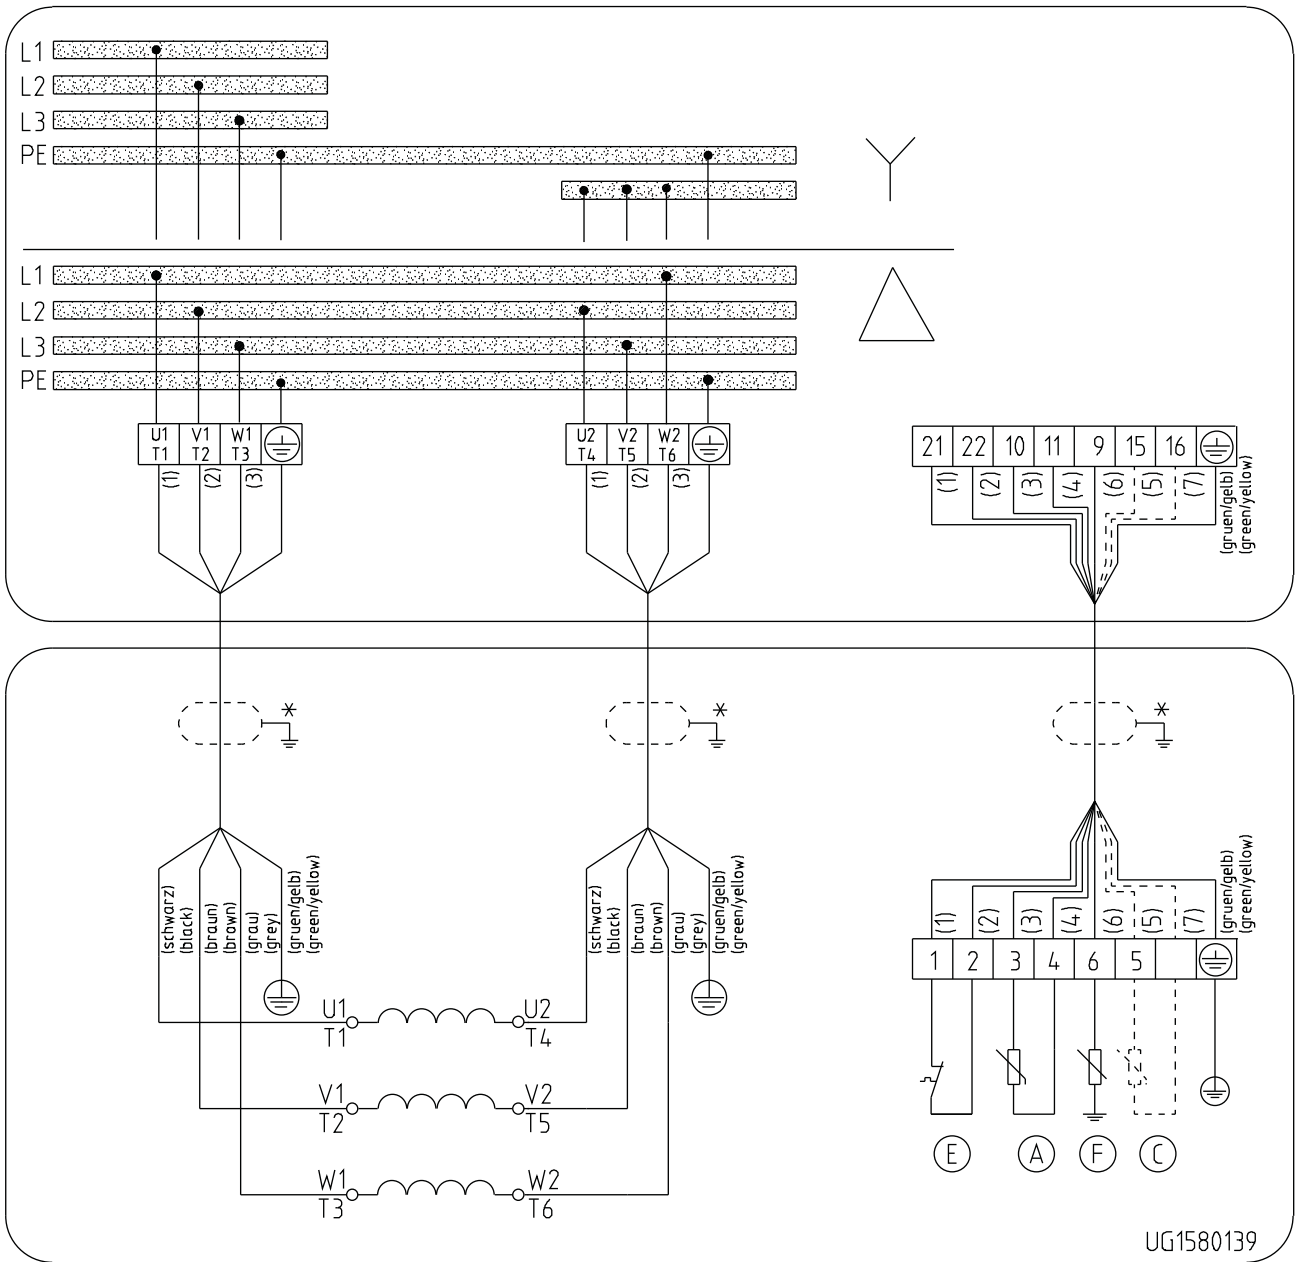 L1
L2
L3
PE
L1
L2
L3
PE
U1 V1 W1
T1 T2 T3
(1) (2) (3)
U2 V2 W2
T4 T5 T6
(1) (2) (3)
21 22 10 11 9 15 16
(1) (2) (3) (4) (6) (5) (7)
(gruen/gelb)
(green/yellow)
*
*
*
(schwarz)
(black)
(braun)
(brown)
(grau)
(grey)
(gruen/gelb)
(green/yellow)
(schwarz)
(black)
(braun)
(brown)
(grau)
(grey)
(gruen/gelb)
(green/yellow)
(1) (2) (3) (4) (6) (5) (7)
(gruen/gelb)
(green/yellow)
1 2 3 4 6 5
U1 U2
T1 T4
V1 V2
T2 T5
W1 W2
T3 T6
E A F C
UG1580139